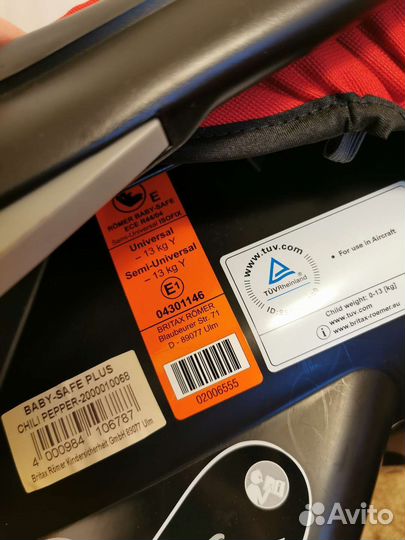 E
RÖMER BABY-SAFE
ECE R44/04
Semi-Universal ISOFIX
Universal
– 13 kg Y
Semi-Universal
– 13 kg Y
E1
04301146
BRITAX RÖMER
Blaubeurer Str. 71
D - 89077 Ulm
02006555
www.tuv.com
TÜVRheinland
• For use in Aircraft
Child weight: 0-13 [kg]
www.tuv.com
www.britax-roemer.eu
BABY-SAFE PLUS
CHILI PEPPER-2000010068
4 000984 106787
Britax Römer Kindersicherheit GmbH 89077 Ulm
Avito